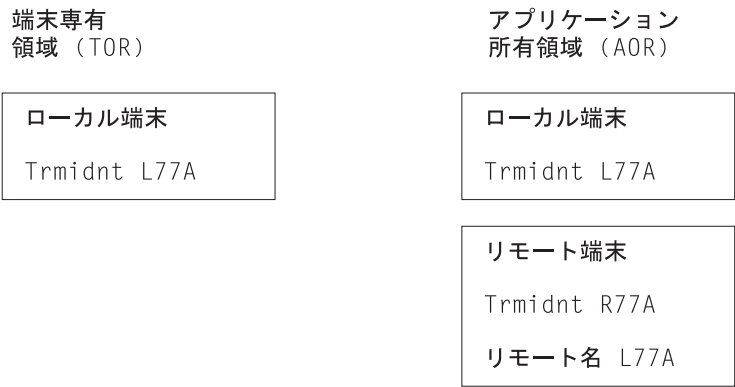 端末専有
領域 (TOR)
ローカル端末
Trmidnt L77A
アプリケーション
所有領域 (AOR)
ローカル端末
Trmidnt L77A
リモート端末
Trmidnt R77A
リモート名 L77A